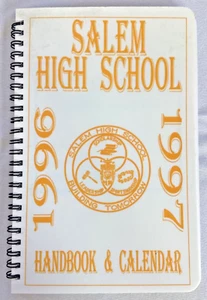 SALEM
HIGH SCHOOL
1996
1997
SALEM HIGH SCHOOL
BUILDING TOMORROW
HANDBOOK & CALENDAR